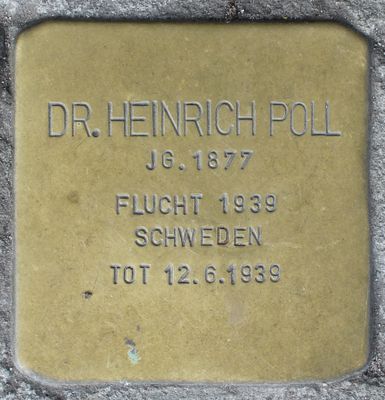 DR. HEINRICH POLL
JG. 1877
FLUCHT 1939
SCHWEDEN
TOT 12.6.1939